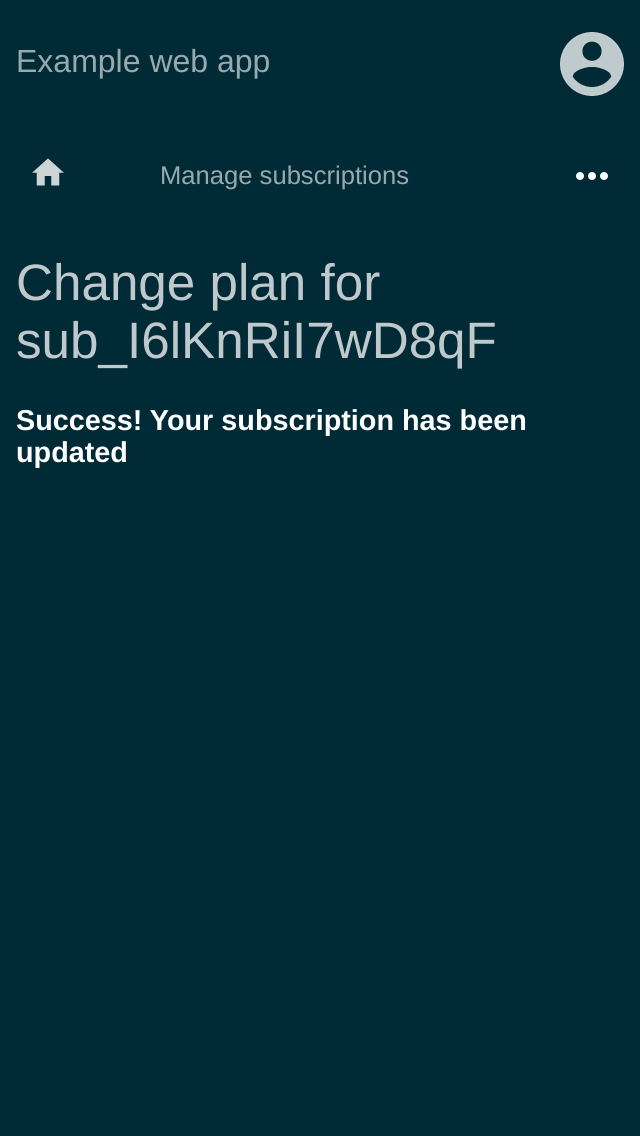 Example web app
Manage subscriptions
Change plan for
sub_I6lKnRiI7wD8qF
Success! Your subscription has been
updated